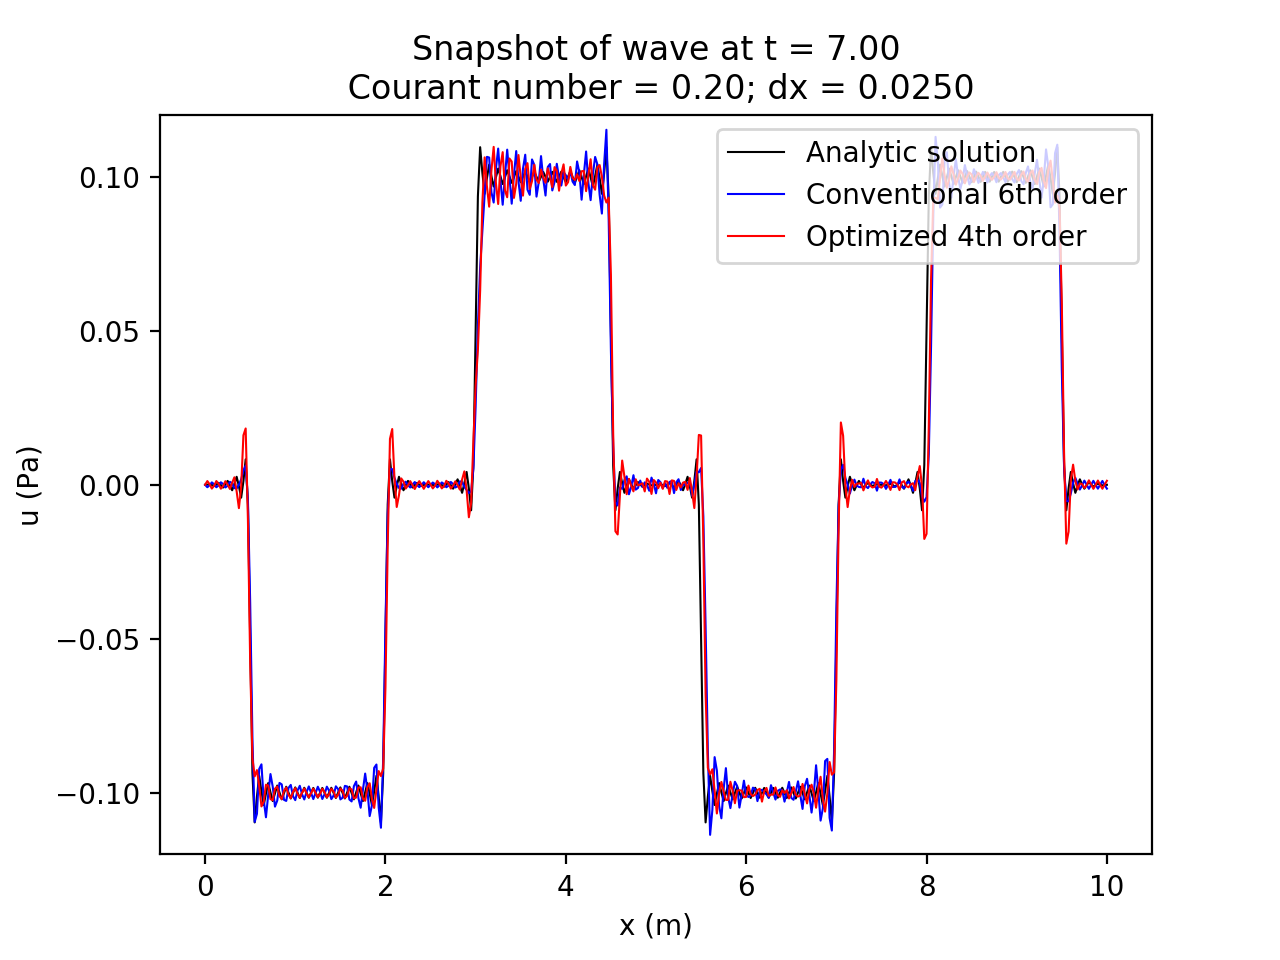 Snapshot of wave at t = 7.00
Courant number = 0.20; dx = 0.0250
Analytic solution
Conventional 6th order
Optimized 4th order
0.10
0.05
0.00
−0.05
−0.10
u (Pa)
0 2 4 6 8 10
x (m)